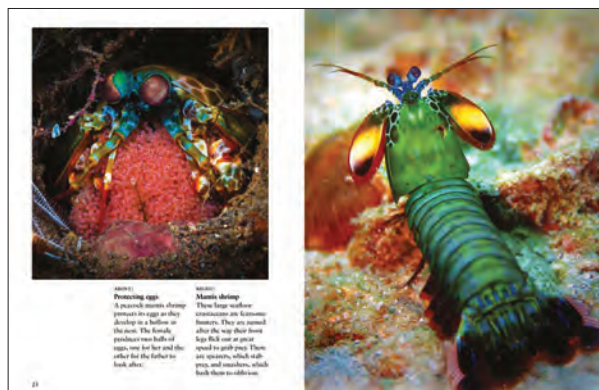 ABOVE:
Protecting eggs
A peacock mantis shrimp
protects its eggs as they
develop in a hollow in
the nest. The female
produces two balls of
eggs, one for her and the
other for the father to
look after.
RIGHT:
Mantis shrimp
These large seafloor
crustaceans are fearsome
hunters. They are named
after the way their front
legs flick out at great
speed to grab prey. There
are spearers, which stab
prey, and smashers, which
bash them to oblivion.